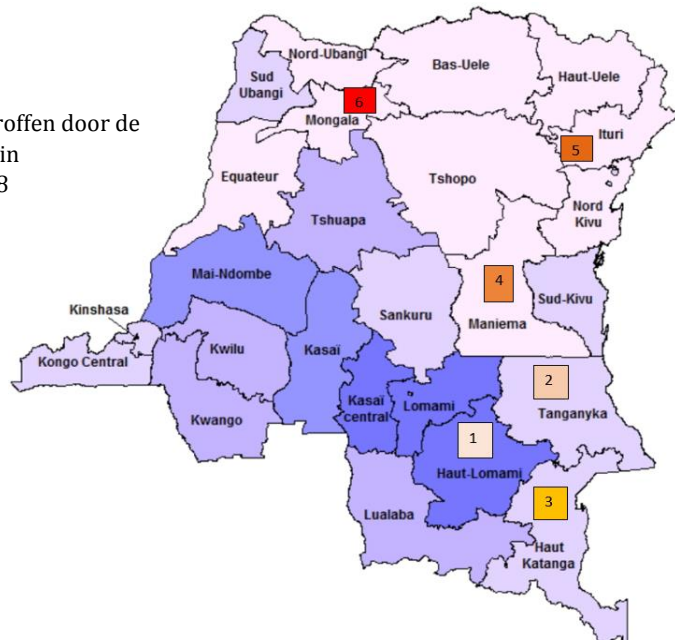 Nord-Ubangi
Bas-Uele
Haut-Uele
Sud
Ubangi
6
Mongala
roffen door de
in
8
Ituri
5
Equateur
Tshopo
Nord
Kivu
Tshuapa
Mai-Ndombe
4
Sud-Kivu
Kinshasa
Sankuru
Maniema
Kongo Central
Kwilu
Kasaï
2
Kasaï
central
Lomami
Tanganyka
Kwango
1
Haut-Lomami
3
Lualaba
Haut
Katanga